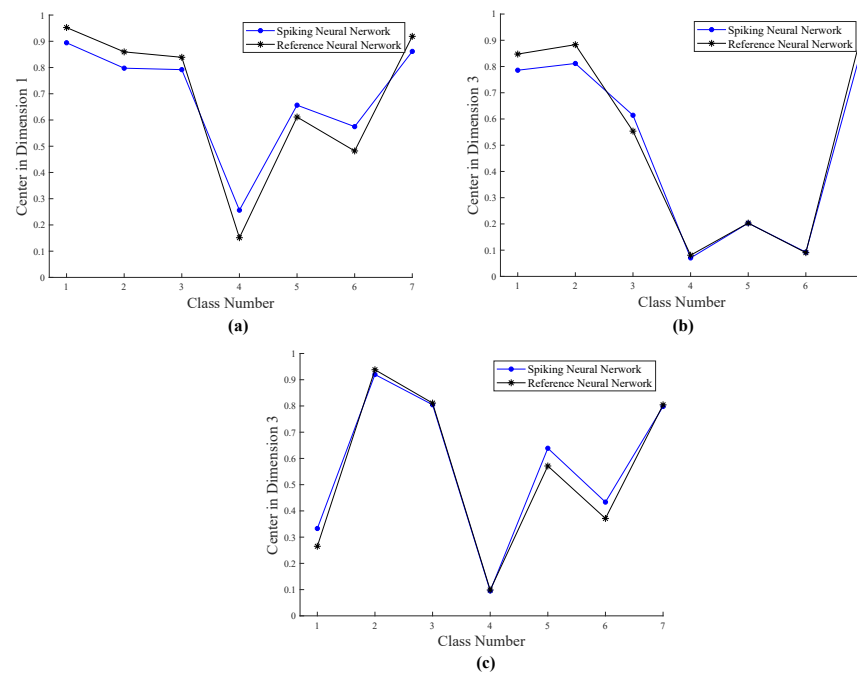 1
0.9
0.8
0.7
0.6
0.5
0.4
0.3
0.2
0.1
0
Center in Dimension 1
Spiking Neural Nerwork
Reference Neural Nerwork
1 2 3 4 5 6 7
Class Number
(a)
1
0.9
0.8
0.7
0.6
0.5
0.4
0.3
0.2
0.1
0
Center in Dimension 3
Spiking Neural Nerwork
Reference Neural Nerwork
1 2 3 4 5 6
Class Number
(b)
1
0.9
0.8
0.7
0.6
0.5
0.4
0.3
0.2
0.1
0
Center in Dimension 3
Spiking Neural Nerwork
Reference Neural Nerwork
1 2 3 4 5 6 7
Class Number
(c)